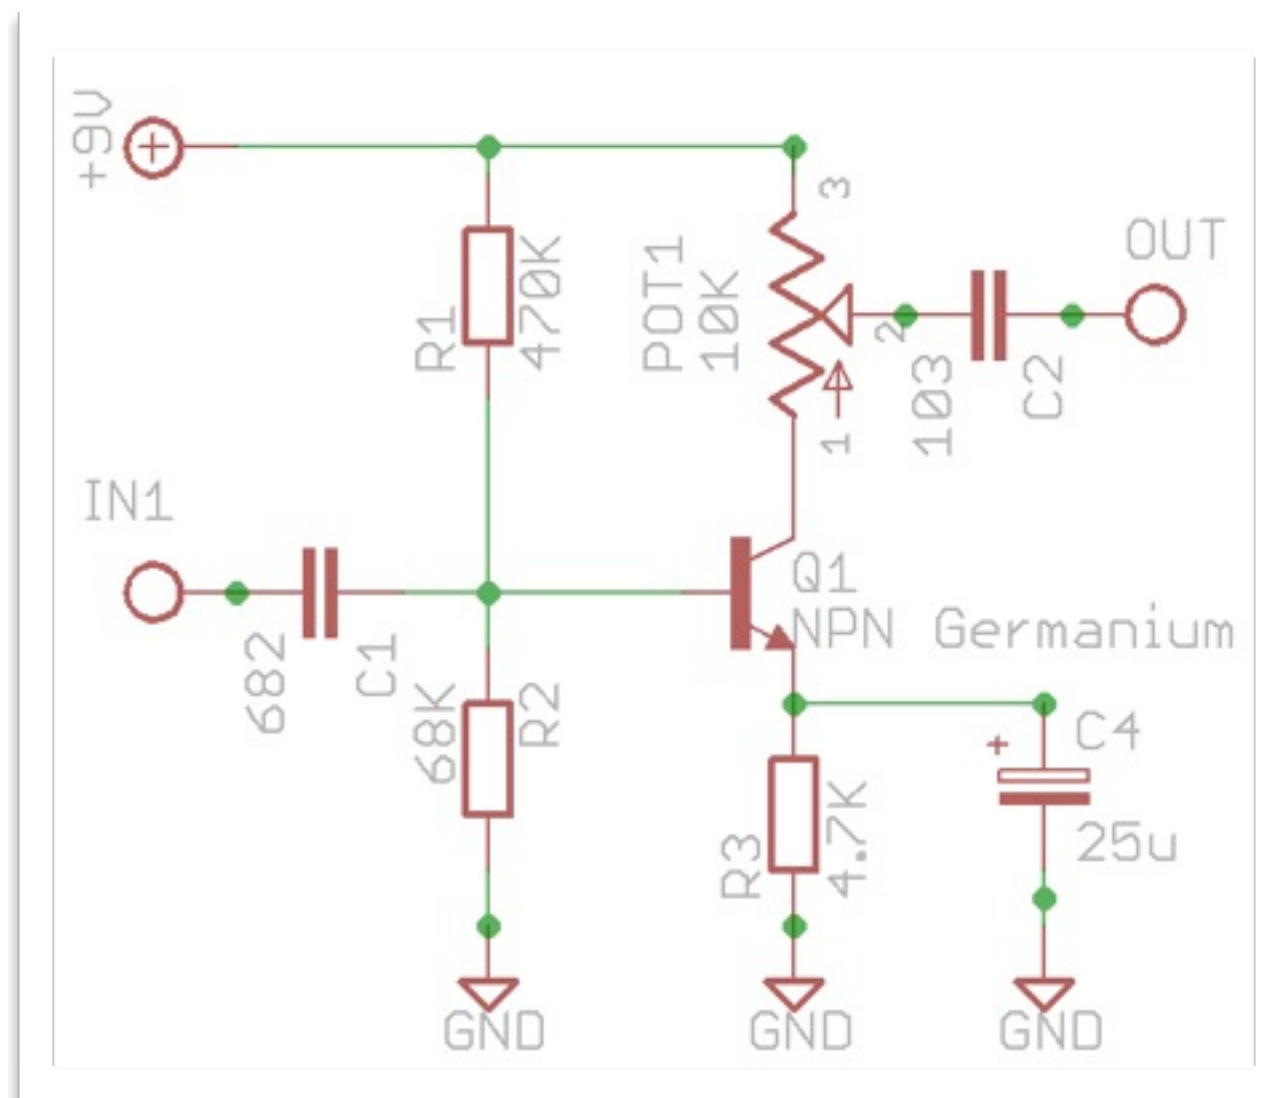 +9V
3
OUT
R1
470K
POT1
10K
2
103
C2
1
IN1
682
C1
Q1
NPN Germanium
68K
R2
+
C4
25u
R3
4.7K
GND
GND
GND